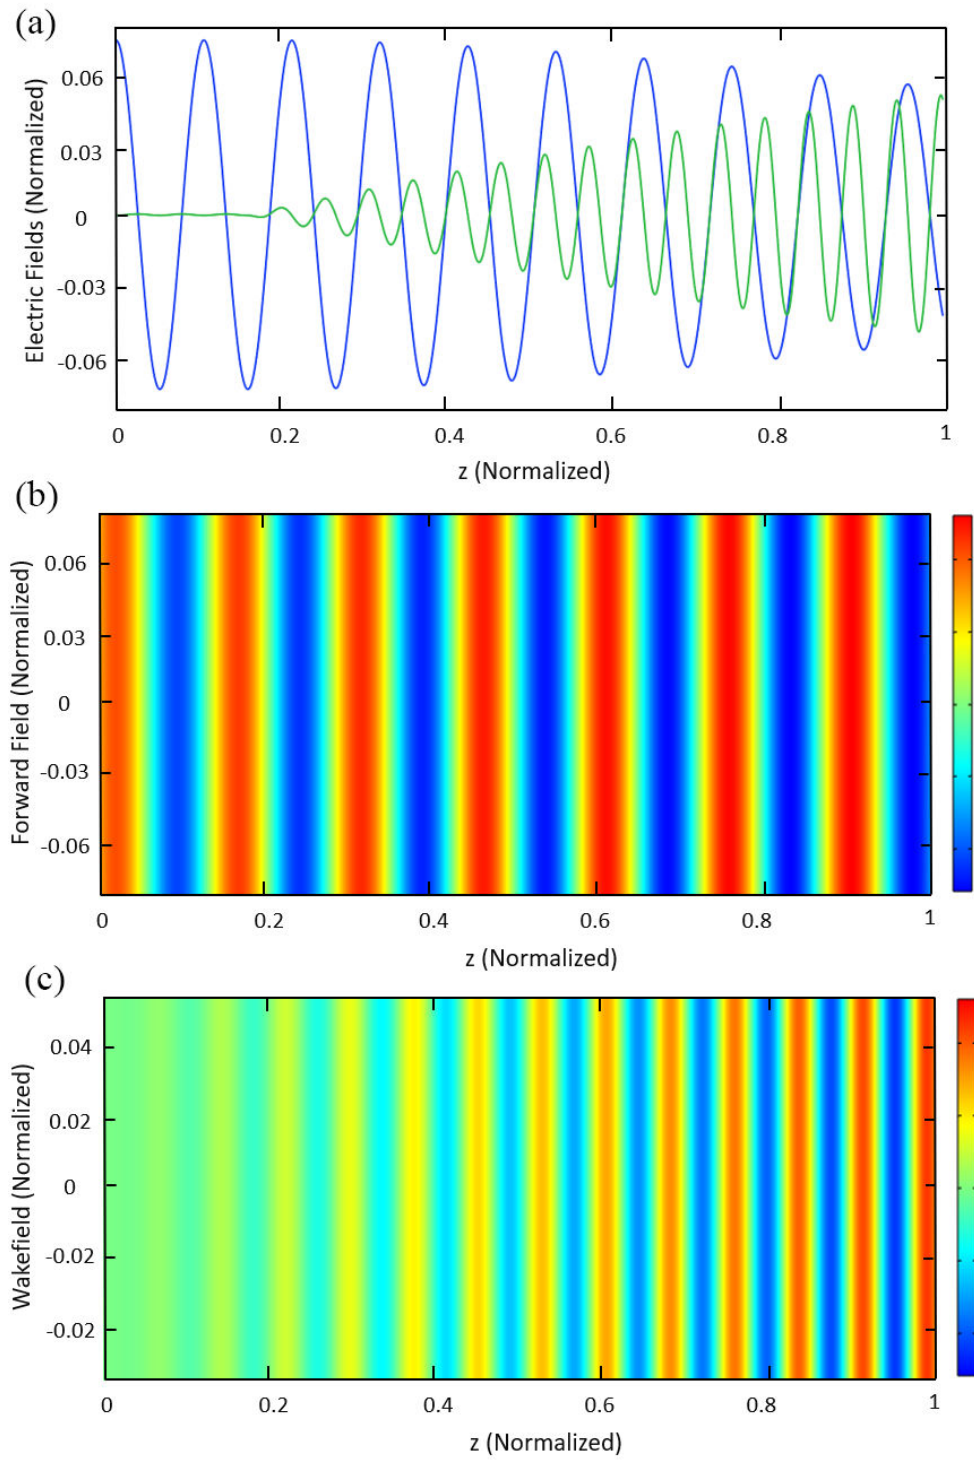 (a)
Electric Fields (Normalized)
0.06
0.03
0
-0.03
-0.06
0 0.2 0.4 0.6 0.8 1
z (Normalized)
(b)
Forward Field (Normalized)
0.06
0.03
0
-0.03
-0.06
0 0.2 0.4 0.6 0.8 1
z (Normalized)
(c)
Wakefield (Normalized)
0.04
0.02
0
-0.02
-0.02
0 0.2 0.4 0.6 0.8 1
z (Normalized)